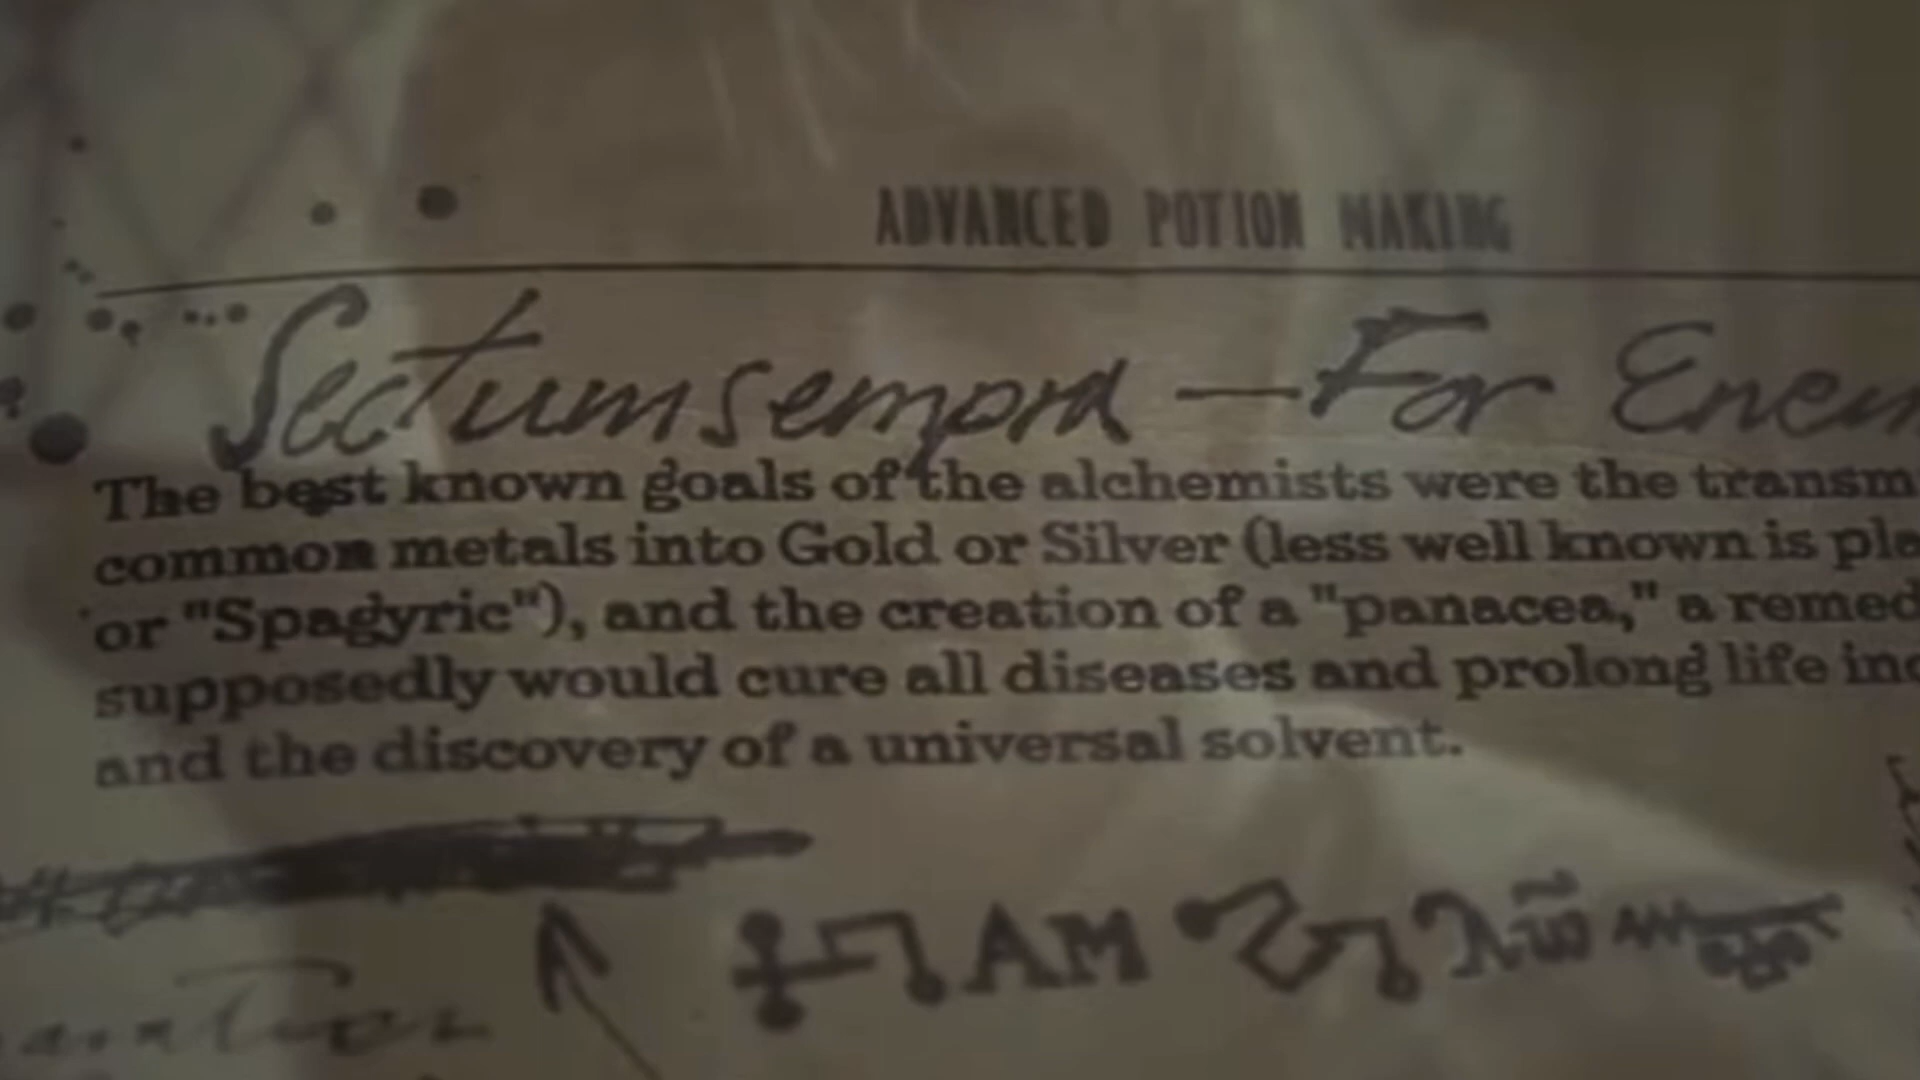 ADVANCED POTION MAKING
Sectumsempra — For Enem
The best known goals of the alchemists were the transm
common metals into Gold or Silver (less well known is pla
or "Spagyric"), and the creation of a "panacea," a remed
supposedly would cure all diseases and prolong life ind
and the discovery of a universal solvent.
AM